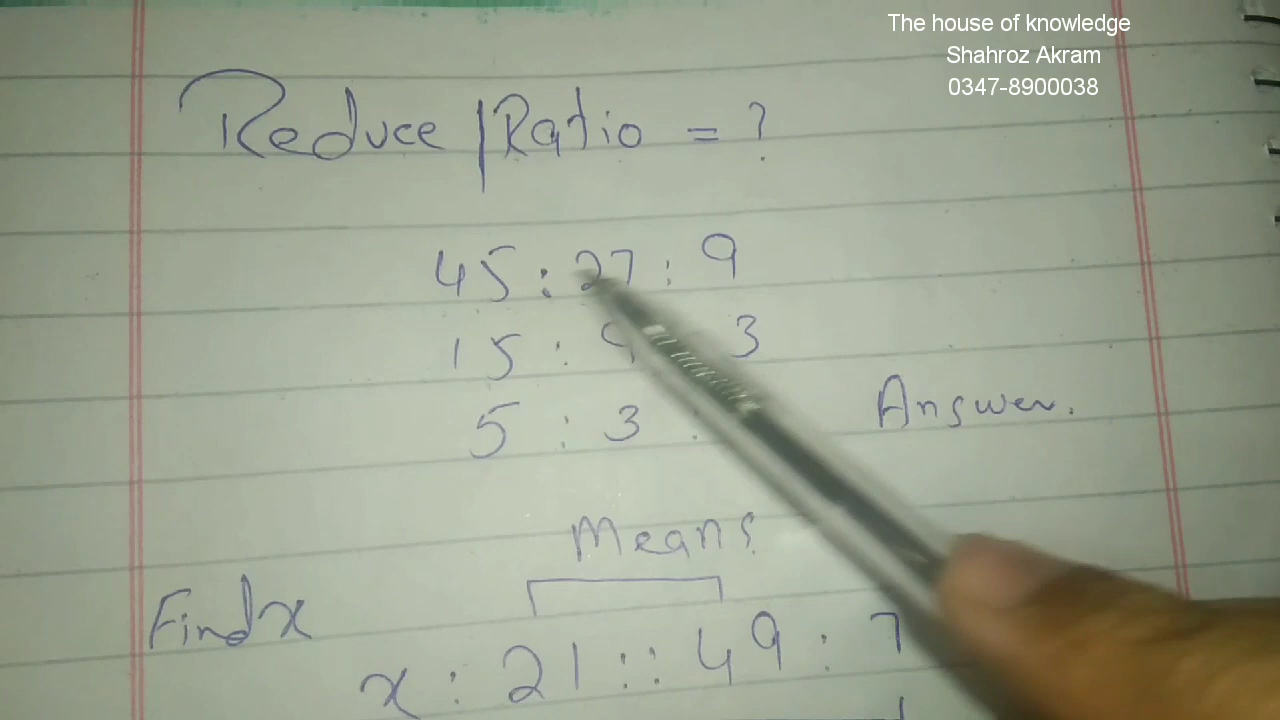 The house of knowledge
Shahroz Akram
0347-8900038
Reduce | Ratio = ?
45 : 27 : 9
15 : 9 3
5 : 3 :
Answer.
Means
Find x
x : 21 :: 49 : 7